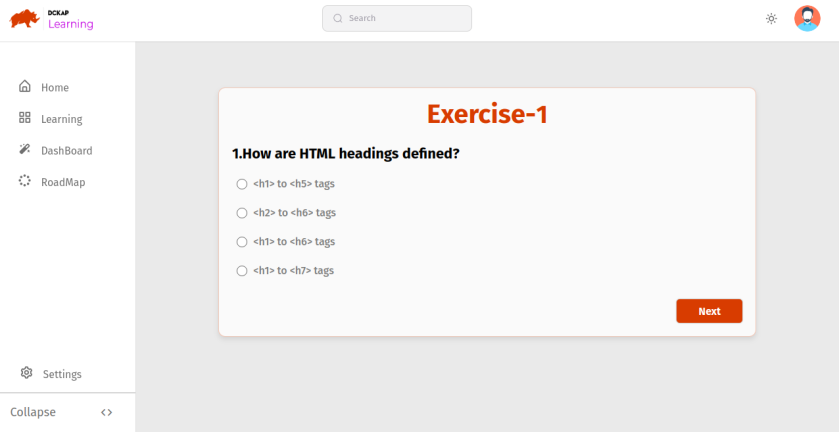 DCKAP
Learning
Search
Home
Learning
DashBoard
RoadMap
Settings
Collapse
Exercise-1
1.How are HTML headings defined?
<h1> to <h5> tags
<h2> to <h6> tags
<h1> to <h6> tags
<h1> to <h7> tags
Next